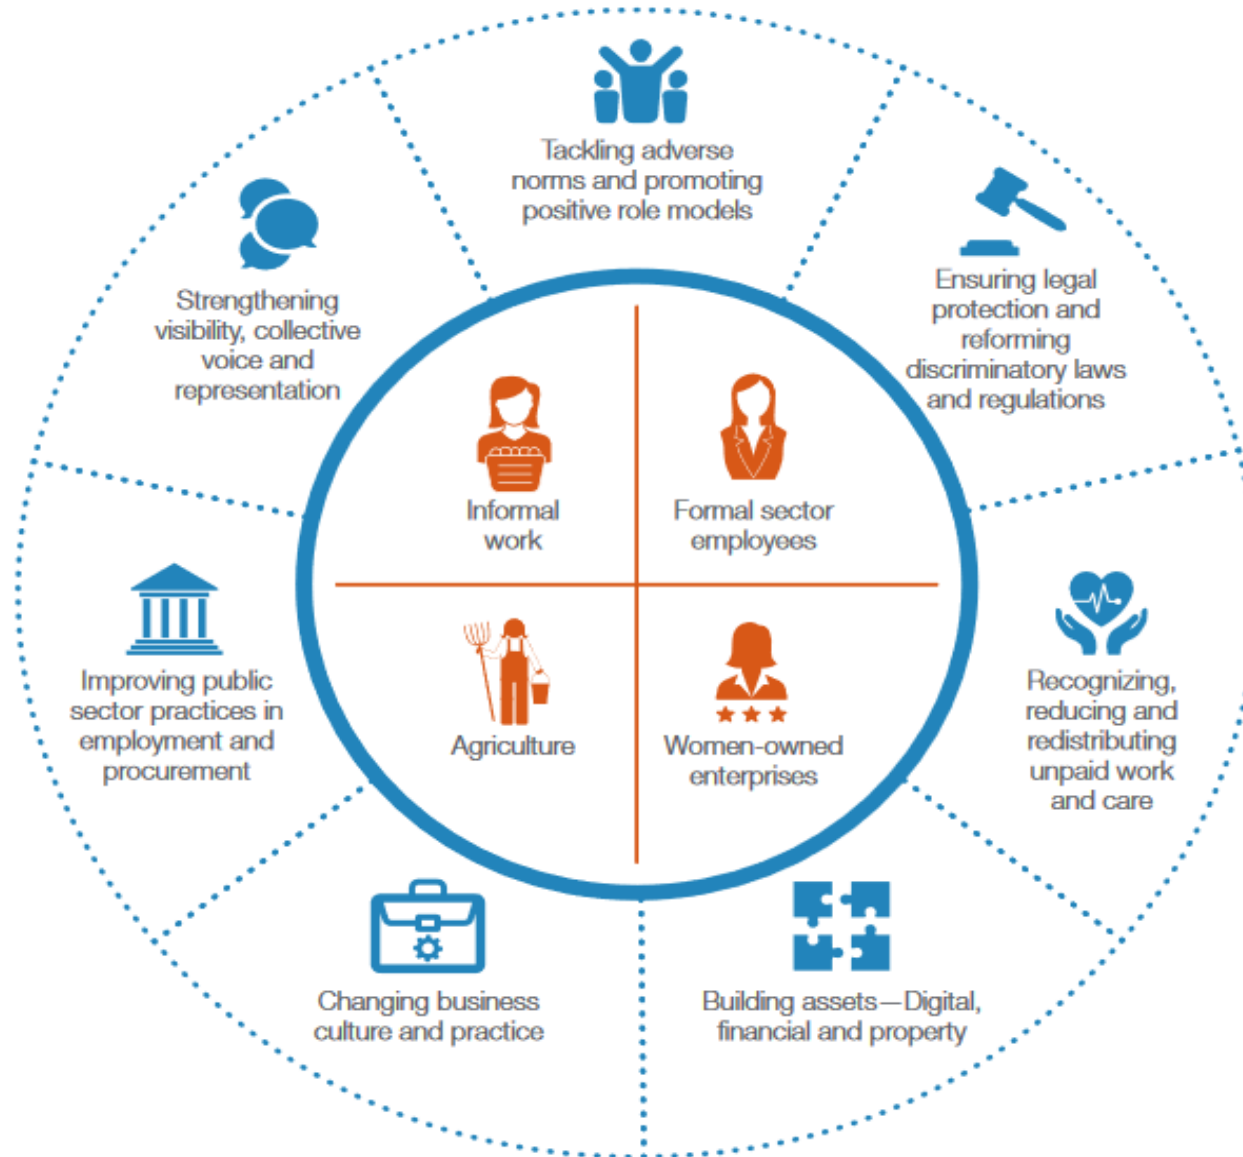 Tackling adverse
norms and promoting
positive role models
Ensuring legal
protection and
reforming
discriminatory laws
and regulations
Recognizing,
reducing and
redistributing
unpaid work
and care
Building assets—Digital,
financial and property
Changing business
culture and practice
Improving public
sector practices in
employment and
procurement
Strengthening
visibility, collective
voice and
representation
Informal
work
Formal sector
employees
Agriculture
Women-owned
enterprises